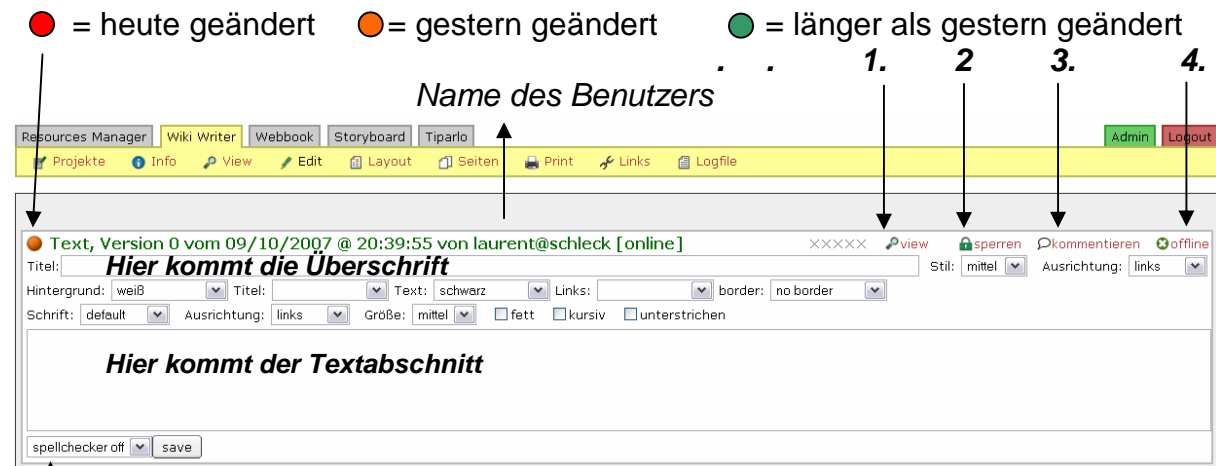 = heute geändert = gestern geändert = länger als gestern geändert
. . 1. 2 3. 4.
Name des Benutzers
Resources Manager Wiki Writer Webbook Storyboard Tiparlo Admin Logout
Projekte Info View Edit Layout Seiten Print Links Logfile
Text, Version 0 vom 09/10/2007 @ 20:39:55 von laurent@schleck [online] XXXXX view sperren kommentieren offline
Titel: Hier kommt die Überschrift Stil: mittel Ausrichtung: links
Hintergrund: weiß Titel: Text: schwarz Links: border: no border
Schrift: default Ausrichtung: links Größe: mittel fett kursiv unterstrichen
Hier kommt der Textabschnitt
spellchecker off save